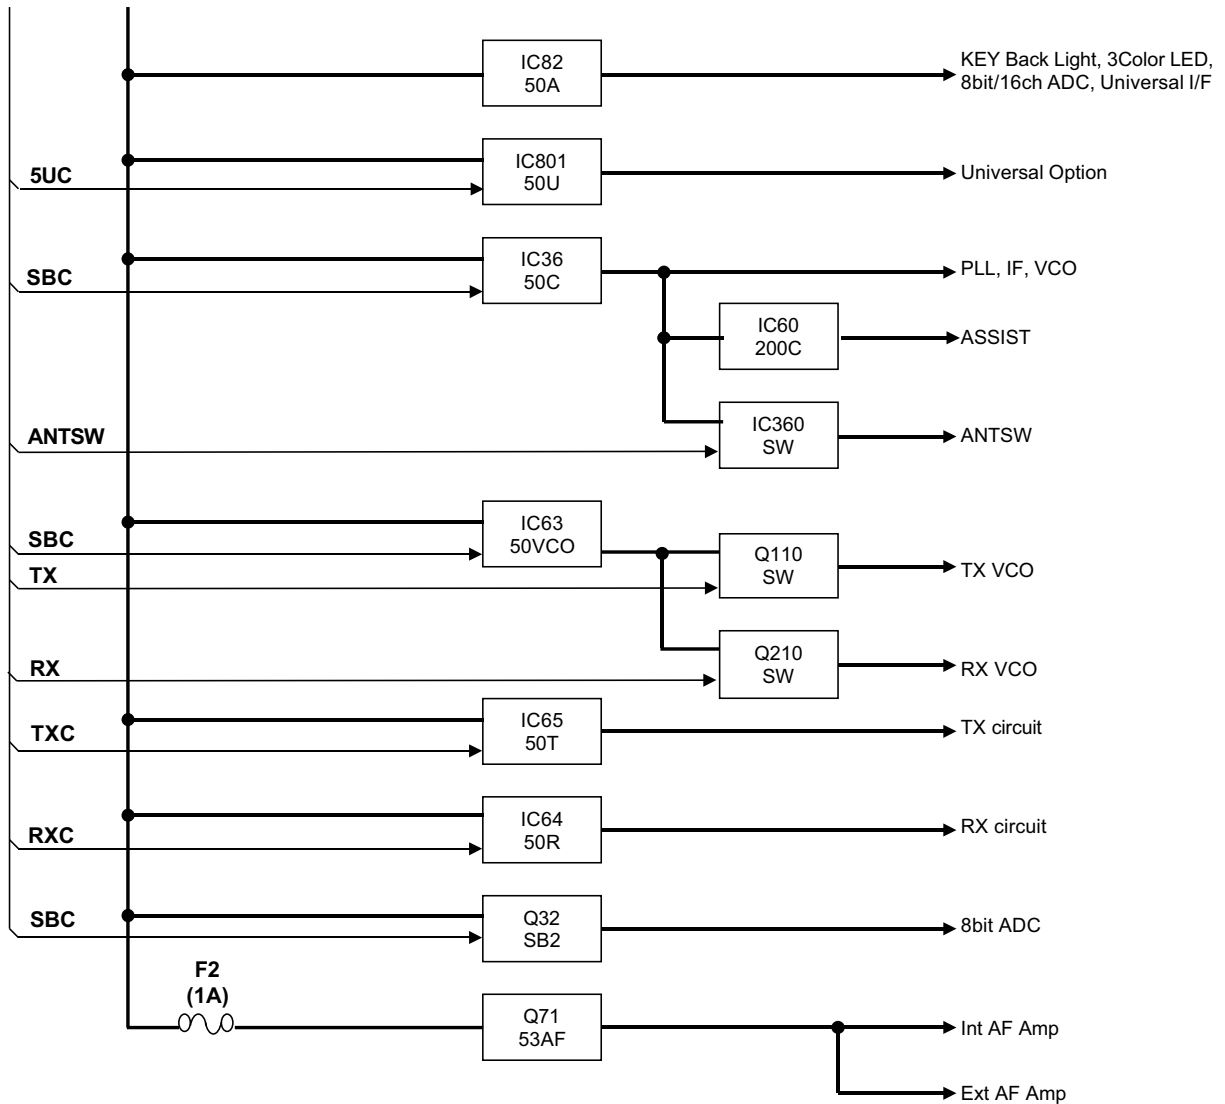 IC82
50A
KEY Back Light, 3Color LED,
8bit/16ch ADC, Universal I/F
5UC
IC801
50U
Universal Option
SBC
IC36
50C
PLL, IF, VCO
IC60
200C
ASSIST
ANTSW
IC360
SW
ANTSW
SBC
IC63
50VCO
TX
Q110
SW
TX VCO
RX
Q210
SW
RX VCO
TXC
IC65
50T
TX circuit
RXC
IC64
50R
RX circuit
SBC
Q32
SB2
8bit ADC
F2
(1A)
Q71
53AF
Int AF Amp
Ext AF Amp